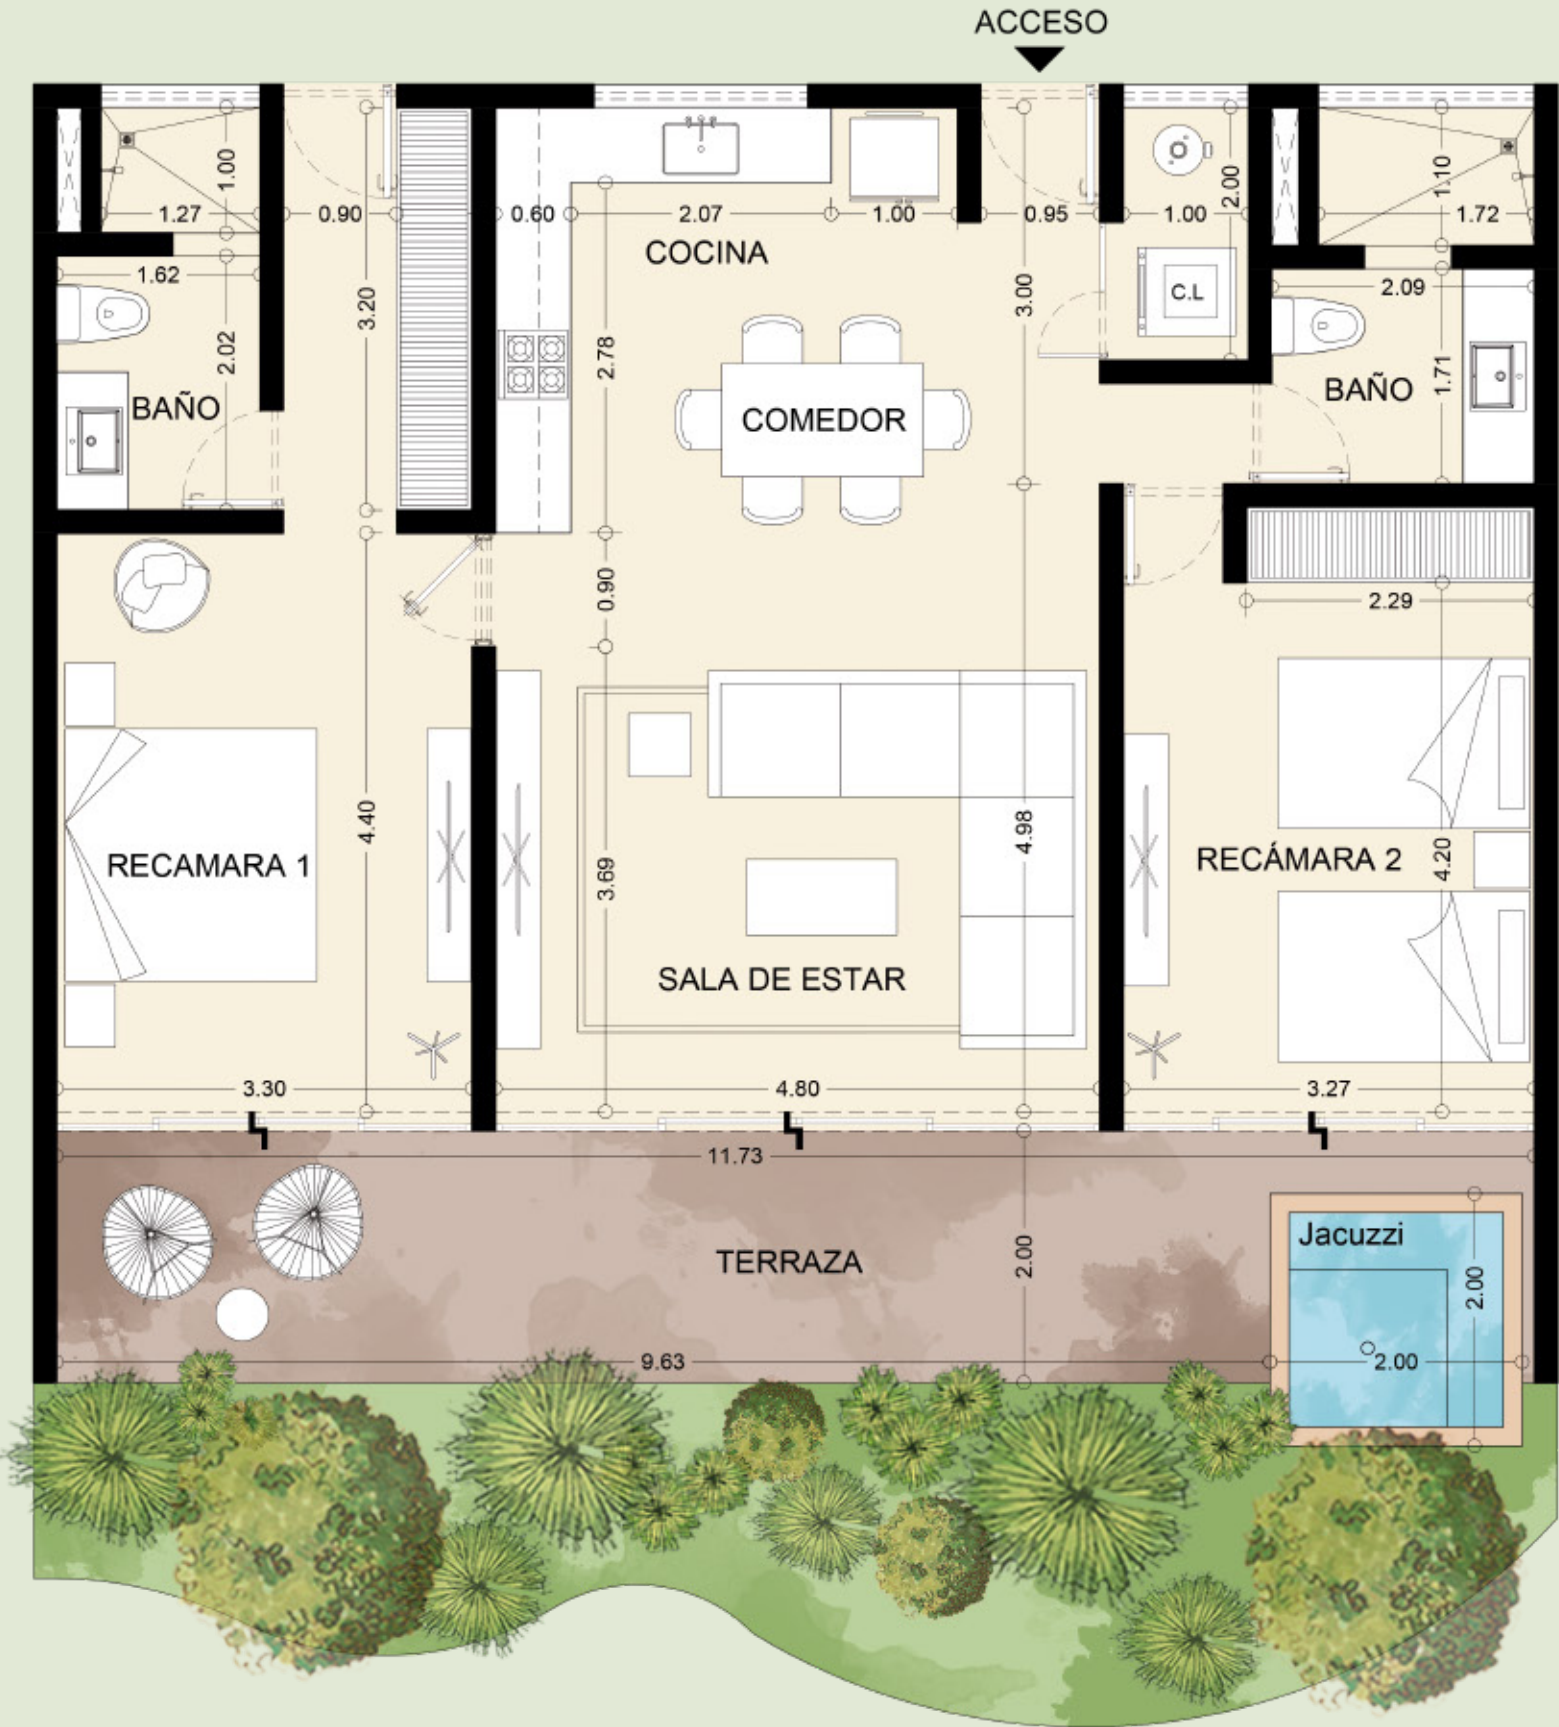 ACCESO
1.00
1.27
0.90
0.60
2.07
1.00
0.95
1.00
2.00
1.10
1.72
COCINA
1.62
3.20
3.00
C.L
2.09
2.02
2.78
1.71
BAÑO
COMEDOR
BAÑO
0.90
2.29
4.40
4.98
RECAMARA 1
3.69
RECÁMARA 2
4.20
SALA DE ESTAR
3.30
4.80
3.27
11.73
TERRAZA
2.00
Jacuzzi
2.00
9.63
2.00